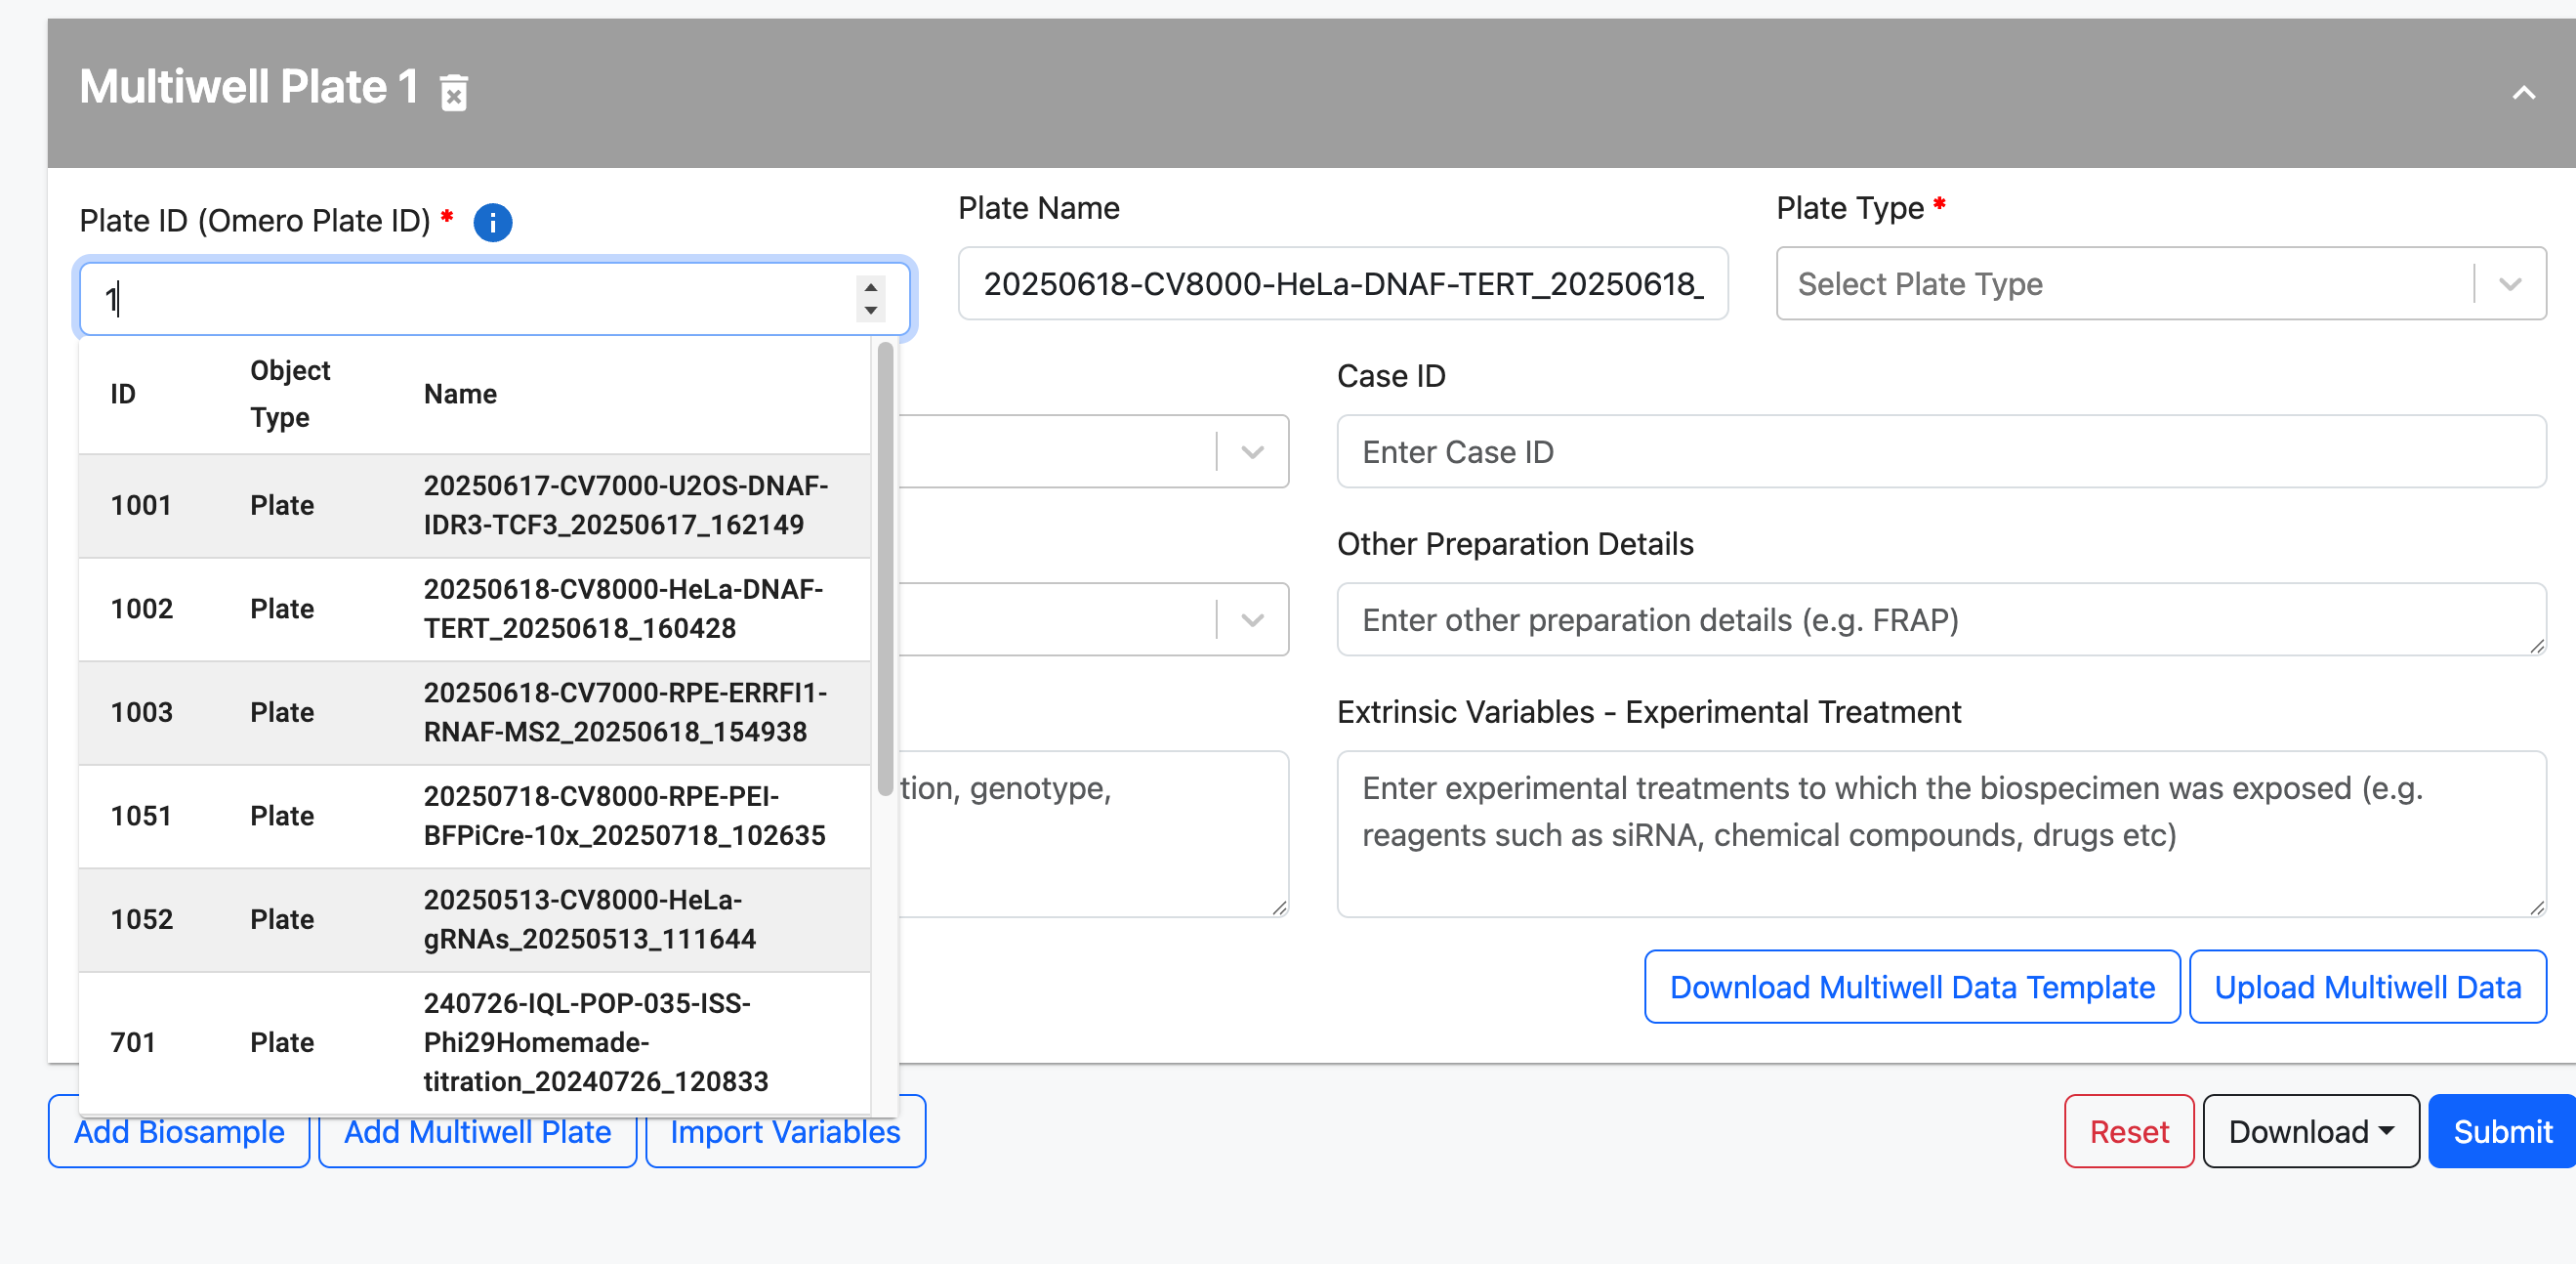 Multiwell Plate 1
Plate ID (Omero Plate ID) *
i
Plate Name
Plate Type *
1
20250618-CV8000-HeLa-DNAF-TERT_20250618_
Select Plate Type
ID
Object
Type
Name
1001
Plate
20250617-CV7000-U2OS-DNAF-
IDR3-TCF3_20250617_162149
1002
Plate
20250618-CV8000-HeLa-DNAF-
TERT_20250618_160428
1003
Plate
20250618-CV7000-RPE-ERRFI1-
RNAF-MS2_20250618_154938
1051
Plate
20250718-CV8000-RPE-PEI-
BFPiCre-10x_20250718_102635
1052
Plate
20250513-CV8000-HeLa-
gRNAs_20250513_111644
701
Plate
240726-IQL-POP-035-ISS-
Phi29Homemade-
titration_20240726_120833
Case ID
Enter Case ID
Other Preparation Details
Enter other preparation details (e.g. FRAP)
tion, genotype,
Extrinsic Variables - Experimental Treatment
Enter experimental treatments to which the biospecimen was exposed (e.g.
reagents such as siRNA, chemical compounds, drugs etc)
Download Multiwell Data Template
Upload Multiwell Data
Add Biosample
Add Multiwell Plate
Import Variables
Reset
Download
Submit